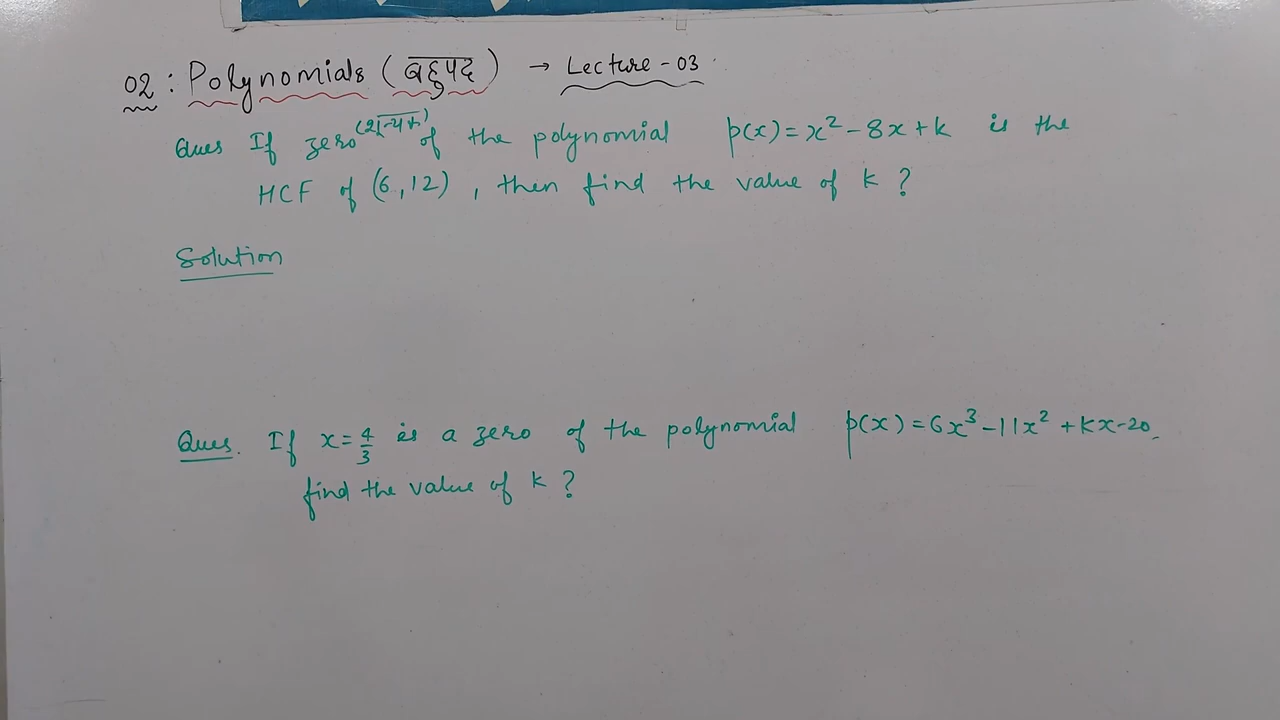 02 : Polynomials (बहुपद) → Lecture - 03
Ques If zero of the polynomial p(x) = x² - 8x + k is the
HCF of (6, 12), then find the value of k ?
Solution
Ques. If x = 4/3 is a zero of the polynomial p(x) = 6x³ - 11x² + kx - 20,
find the value of k ?